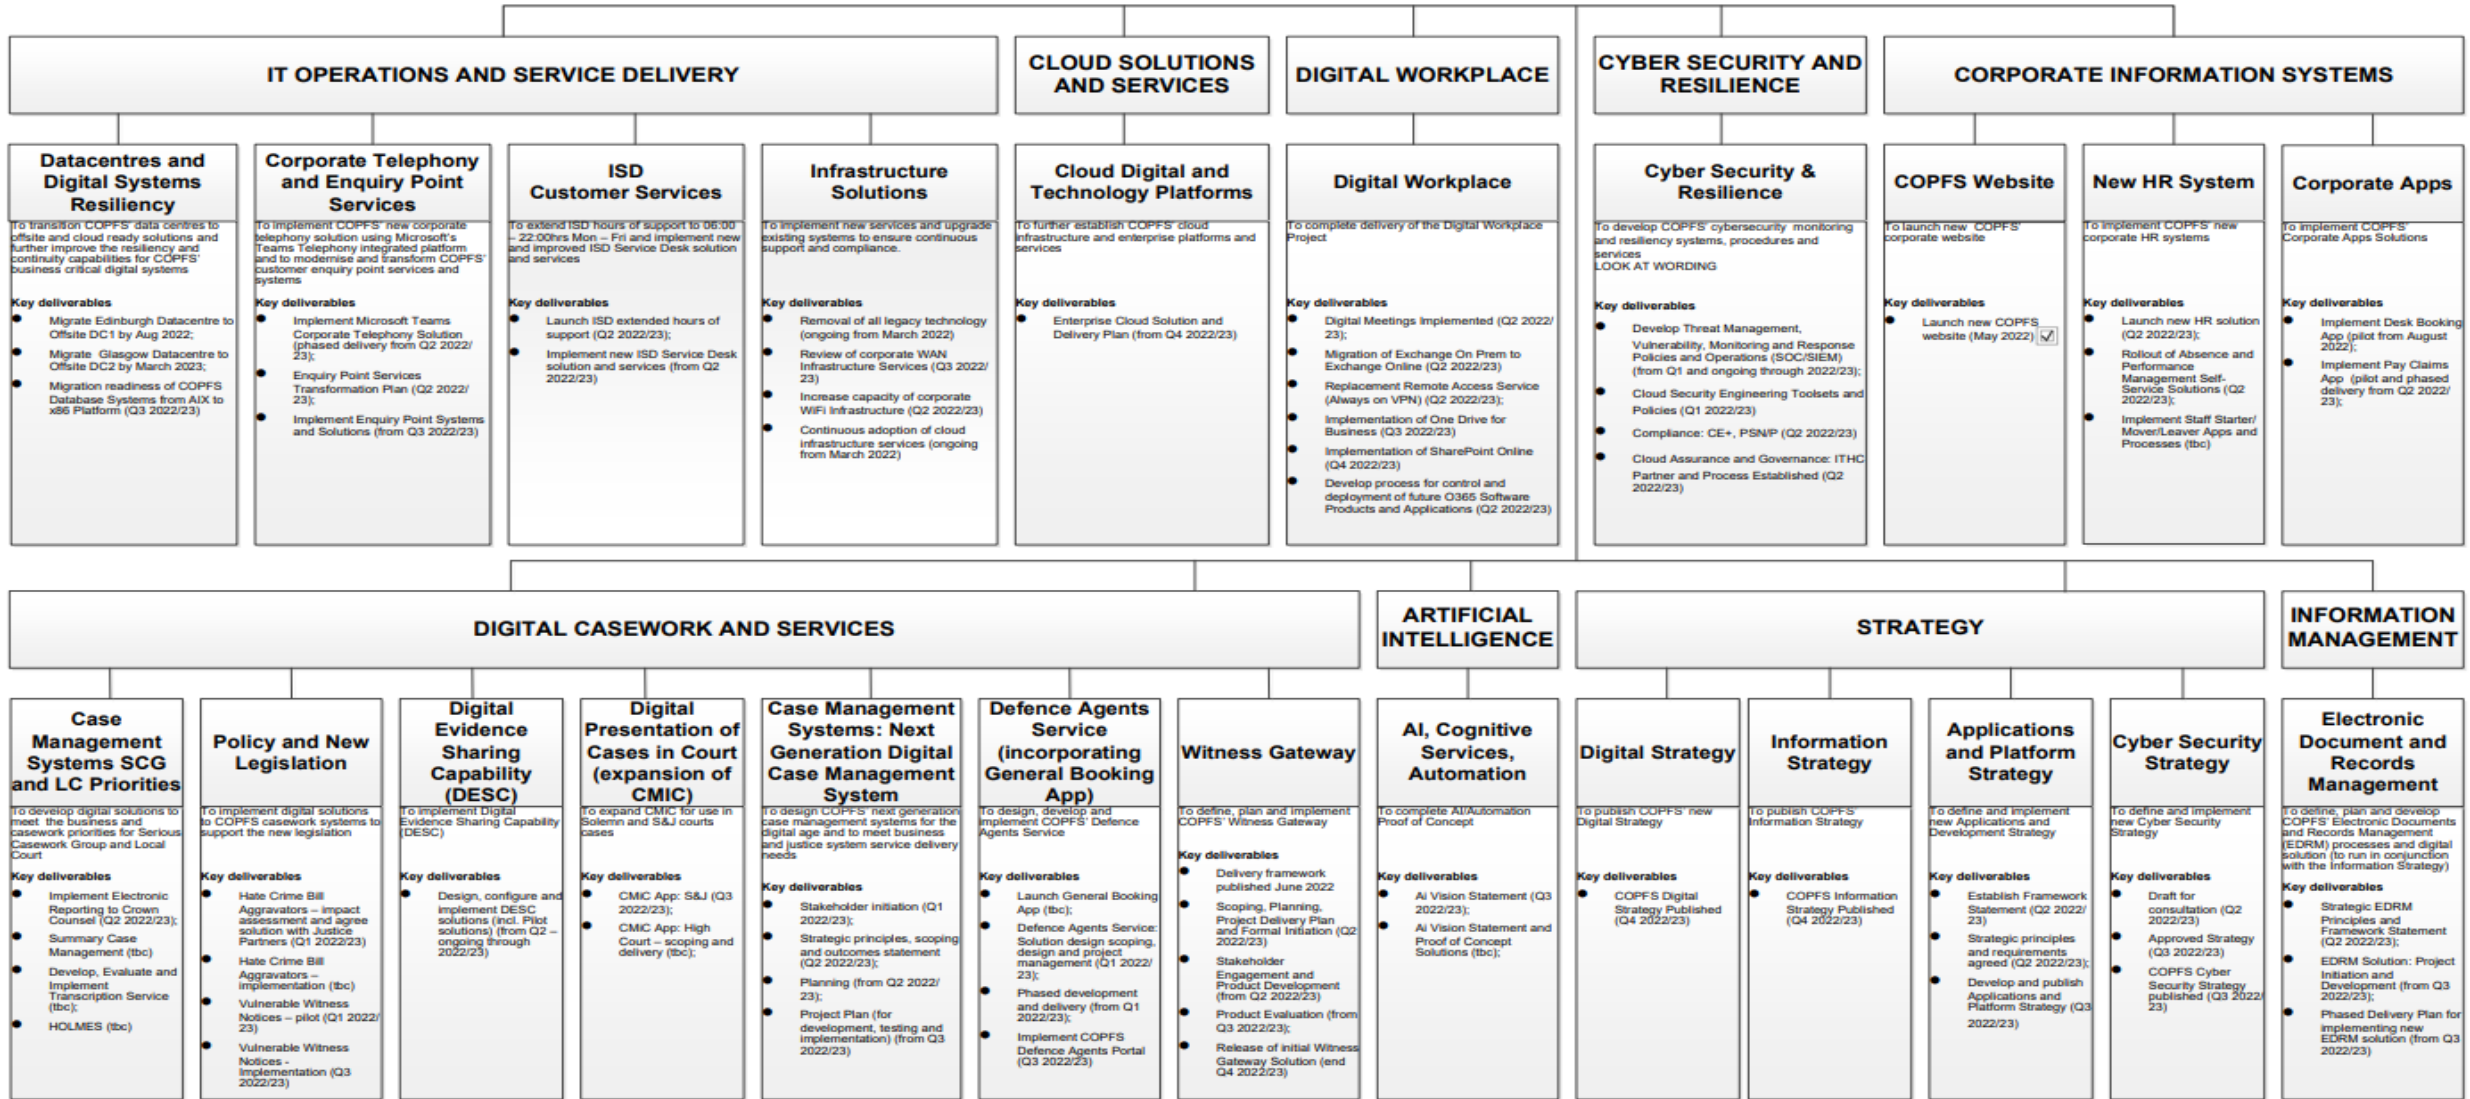 IT OPERATIONS AND SERVICE DELIVERY
CLOUD SOLUTIONS
AND SERVICES
DIGITAL WORKPLACE
CYBER SECURITY AND
RESILIENCE
CORPORATE INFORMATION SYSTEMS
Datacentres and
Digital Systems
Resiliency
To transition COPFS' data centres to
offsite and cloud ready solutions and
further improve the resiliency and
continuity capabilities for COPFS'
business critical digital systems
Key deliverables
● Migrate Edinburgh Datacentre to
Offsite DC1 by Aug 2022;
● Migrate Glasgow Datacentre to
Offsite DC2 by March 2023;
● Migration readiness of COPFS
Database Systems from AIX to
x86 Platform (Q3 2022/23)
Corporate Telephony
and Enquiry Point
Services
To implement COPFS' new corporate
telephony solution using Microsoft's
Teams Telephony integrated platform
and to modernise and transform COPFS'
customer enquiry point services and
systems
Key deliverables
● Implement Microsoft Teams
Corporate Telephony Solution
(phased delivery from Q2 2022/
23);
● Enquiry Point Services
Transformation Plan (Q2 2022/
23);
● Implement Enquiry Point Systems
and Solutions (from Q3 2022/23)
ISD
Customer Services
To extend ISD hours of support to 06:00
– 22:00hrs Mon – Fri and implement new
and improved ISD Service Desk solution
and services
Key deliverables
● Launch ISD extended hours of
support (Q2 2022/23);
● Implement new ISD Service Desk
solution and services (from Q2
2022/23)
Infrastructure
Solutions
To implement new services and upgrade
existing systems to ensure continuous
support and compliance.
Key deliverables
● Removal of all legacy technology
(ongoing from March 2022)
● Review of corporate WAN
Infrastructure Services (Q3 2022/
23)
● Increase capacity of corporate
WiFi Infrastructure (Q2 2022/23)
● Continuous adoption of cloud
infrastructure services (ongoing
from March 2022)
Cloud Digital and
Technology Platforms
To further establish COPFS' cloud
infrastructure and enterprise platforms and
services
Key deliverables
● Enterprise Cloud Solution and
Delivery Plan (from Q4 2022/23)
Digital Workplace
To complete delivery of the Digital Workplace
Project
Key deliverables
● Digital Meetings Implemented (Q2 2022/
23);
● Migration of Exchange On Prem to
Exchange Online (Q2 2022/23)
● Replacement Remote Access Service
(Always on VPN) (Q2 2022/23);
● Implementation of One Drive for
Business (Q3 2022/23)
● Implementation of SharePoint Online
(Q4 2022/23)
● Develop process for control and
deployment of future O365 Software
Products and Applications (Q2 2022/23)
Cyber Security &
Resilience
To develop COPFS' cybersecurity monitoring
and resiliency systems, procedures and
services
LOOK AT WORDING
Key deliverables
● Develop Threat Management,
Vulnerability, Monitoring and Response
Policies and Operations (SOC/SIEM)
(from Q1 and ongoing through 2022/23);
● Cloud Security Engineering Toolsets and
Policies (Q1 2022/23)
● Compliance: CE+, PSN/P (Q2 2022/23)
● Cloud Assurance and Governance: ITHC
Partner and Process Established (Q2
2022/23)
COPFS Website
To launch new COPFS'
corporate website
Key deliverables
● Launch new COPFS
website (May 2022) ☑
New HR System
To implement COPFS' new
corporate HR systems
Key deliverables
● Launch new HR solution
(Q2 2022/23);
● Rollout of Absence and
Performance
Management Self-
Service Solutions (Q2
2022/23);
● Implement Staff Starter/
Mover/Leaver Apps and
Processes (tbc)
Corporate Apps
To implement COPFS'
Corporate Apps Solutions
Key deliverables
● Implement Desk Booking
App (pilot from August
2022);
● Implement Pay Claims
App (pilot and phased
delivery from Q2 2022/
23);
DIGITAL CASEWORK AND SERVICES
ARTIFICIAL
INTELLIGENCE
STRATEGY
INFORMATION
MANAGEMENT
Case
Management
Systems SCG
and LC Priorities
To develop digital solutions to
meet the business and
casework priorities for Serious
Casework Group and Local
Court
Key deliverables
● Implement Electronic
Reporting to Crown
Counsel (Q2 2022/23);
● Summary Case
Management (tbc)
● Develop, Evaluate and
Implement
Transcription Service
(tbc);
● HOLMES (tbc)
Policy and New
Legislation
To implement digital solutions
to COPFS casework systems to
support the new legislation
Key deliverables
● Hate Crime Bill
Aggravators – impact
assessment and agree
solution with Justice
Partners (Q1 2022/23)
● Hate Crime Bill
Aggravators –
implementation (tbc)
● Vulnerable Witness
Notices – pilot (Q1 2022/
23)
● Vulnerable Witness
Notices -
Implementation (Q3
2022/23)
Digital
Evidence
Sharing
Capability
(DESC)
To implement Digital
Evidence Sharing Capability
(DESC)
Key deliverables
● Design, configure and
implement DESC
solutions (incl. Pilot
solutions) (from Q2 –
ongoing through
2022/23)
Digital
Presentation of
Cases in Court
(expansion of
CMIC)
To expand CMiC for use in
Solemn and S&J courts
cases
Key deliverables
● CMiC App: S&J (Q3
2022/23);
● CMiC App: High
Court – scoping and
delivery (tbc);
Case Management
Systems: Next
Generation Digital
Case Management
System
To design COPFS' next generation
case management systems for the
digital age and to meet business
and justice system service delivery
needs
Key deliverables
● Stakeholder initiation (Q1
2022/23);
● Strategic principles, scoping
and outcomes statement
(Q2 2022/23);
● Planning (from Q2 2022/
23);
● Project Plan (for
development, testing and
implementation) (from Q3
2022/23)
Defence Agents
Service
(incorporating
General Booking
App)
To design, develop and
implement COPFS' Defence
Agents Service
Key deliverables
● Launch General Booking
App (tbc);
● Defence Agents Service:
Solution design scoping,
design and project
management (Q1 2022/
23);
● Phased development
and delivery (from Q1
2022/23);
● Implement COPFS
Defence Agents Portal
(Q3 2022/23)
Witness Gateway
To define, plan and implement
COPFS' Witness Gateway
Key deliverables
● Delivery framework
published June 2022
● Scoping, Planning,
Project Delivery Plan
and Formal Initiation (Q2
2022/23)
● Stakeholder
Engagement and
Product Development
(from Q2 2022/23)
● Product Evaluation (from
Q3 2022/23);
● Release of initial Witness
Gateway Solution (end
Q4 2022/23)
AI, Cognitive
Services,
Automation
To complete AI/Automation
Proof of Concept
Key deliverables
● Ai Vision Statement (Q3
2022/23);
● Ai Vision Statement and
Proof of Concept
Solutions (tbc);
Digital Strategy
To publish COPFS' new
Digital Strategy
Key deliverables
● COPFS Digital
Strategy Published
(Q4 2022/23)
Information
Strategy
To publish COPFS'
Information Strategy
Key deliverables
● COPFS Information
Strategy Published
(Q4 2022/23)
Applications
and Platform
Strategy
To define and implement
new Applications and
Development Strategy
Key deliverables
● Establish Framework
Statement (Q2 2022/
23)
● Strategic principles
and requirements
agreed (Q2 2022/23);
● Develop and publish
Applications and
Platform Strategy (Q3
2022/23)
Cyber Security
Strategy
To define and implement
new Cyber Security
Strategy
Key deliverables
● Draft for
consultation (Q2
2022/23)
● Approved Strategy
(Q3 2022/23)
● COPFS Cyber
Security Strategy
published (Q3 2022/
23)
Electronic
Document and
Records
Management
To define, plan and develop
COPFS' Electronic Documents
and Records Management
(EDRM) processes and digital
solution (to run in conjunction
with the Information Strategy)
Key deliverables
● Strategic EDRM
Principles and
Framework Statement
(Q2 2022/23);
● EDRM Solution: Project
Initiation and
Development (from Q3
2022/23);
● Phased Delivery Plan for
implementing new
EDRM solution (from Q3
2022/23)